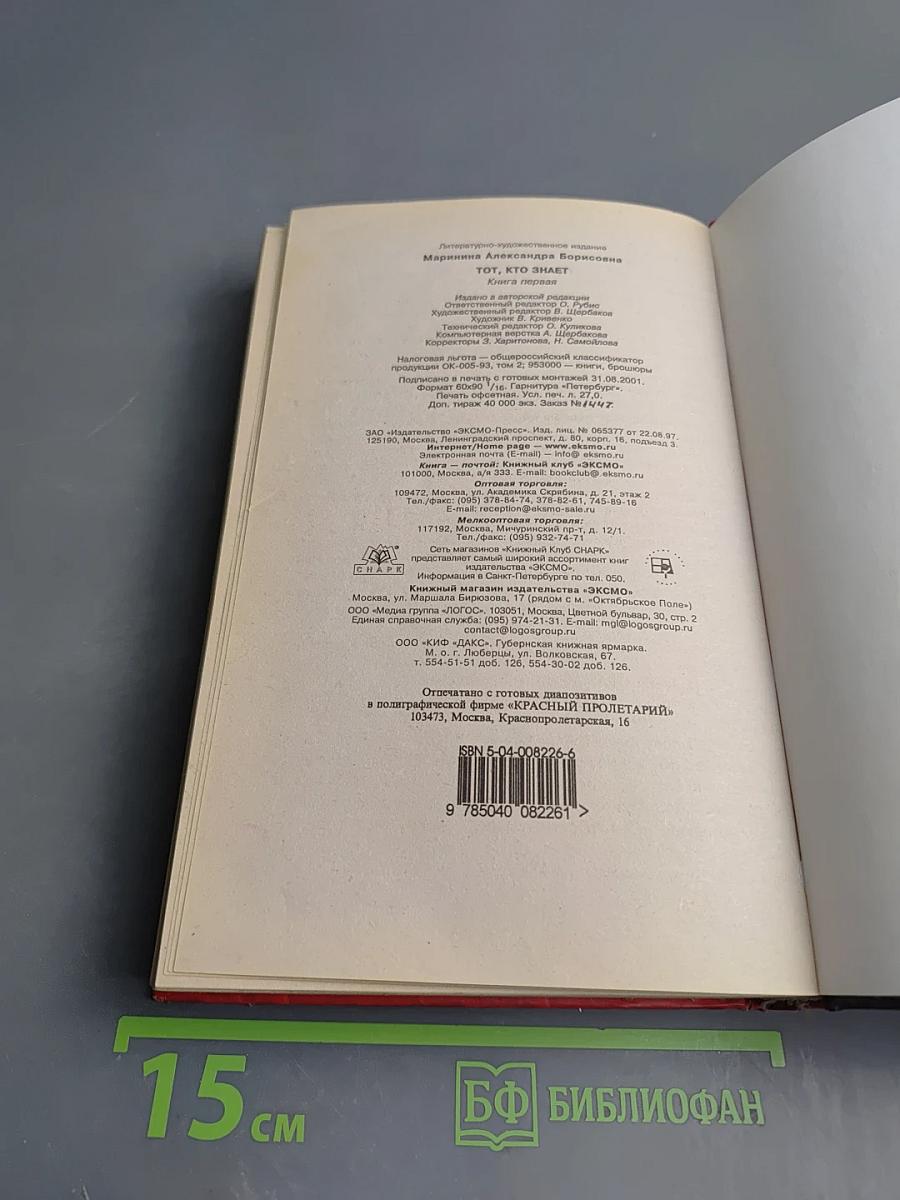 Литературно-художественное издание
Маринина Александра Борисовна
ТОТ, КТО ЗНАЕТ
Книга первая
Издано в авторской редакции
Ответственный редактор О. Рубис
Художественный редактор В. Щербаков
Художник В. Кривенко
Технический редактор О. Куликова
Компьютерная верстка А. Щербакова
Корректоры З. Харитонова, Н. Самойлова
Налоговая льгота — общероссийский классификатор
продукции ОК-005-93, том 2; 953000 — книги, брошюры
Подписано в печать с готовых монтажей 31.08.2001.
Формат 60x90 1/16. Гарнитура «Петербург».
Печать офсетная. Усл. печ. л. 27,0.
Доп. тираж 40 000 экз. Заказ № 1447.
ЗАО «Издательство «ЭКСМО-Пресс». Изд. лиц. № 065377 от 22.08.97.
125190, Москва, Ленинградский проспект, д. 80, корп. 16, подъезд 3.
Интернет/Home page — www.eksmo.ru
Электронная почта (E-mail) — info@ eksmo.ru
Книга — почтой: Книжный клуб «ЭКСМО»
101000, Москва, а/я 333. E-mail: bookclub@ eksmo.ru
Оптовая торговля:
109472, Москва, ул. Академика Скрябина, д. 21, этаж 2
Тел./факс: (095) 378-84-74, 378-82-61, 745-89-16
E-mail: reception@eksmo-sale.ru
Мелкооптовая торговля:
117192, Москва, Мичуринский пр-т, д. 12/1.
Тел./факс: (095) 932-74-71
СНАРК
Сеть магазинов «Книжный Клуб СНАРК»
представляет самый широкий ассортимент книг
издательства «ЭКСМО».
Информация в Санкт-Петербурге по тел. 050.
Книжный магазин издательства «ЭКСМО»
Москва, ул. Маршала Бирюзова, 17 (рядом с м. «Октябрьское Поле»)
ООО «Медиа группа «ЛОГОС». 103051, Москва, Цветной бульвар, 30, стр. 2
Единая справочная служба: (095) 974-21-31. E-mail: mgl@logosgroup.ru
contact@logosgroup.ru
ООО «КИФ «ДАКС». Губернская книжная ярмарка.
М. о. г. Люберцы, ул. Волковская, 67.
т. 554-51-51 доб. 126, 554-30-02 доб. 126.
Отпечатано с готовых диапозитивов
в полиграфической фирме «КРАСНЫЙ ПРОЛЕТАРИЙ»
103473, Москва, Краснопролетарская, 16
ISBN 5-04-008226-6
9 785040 082261 >
15 см
БФ БИБЛИОФАН